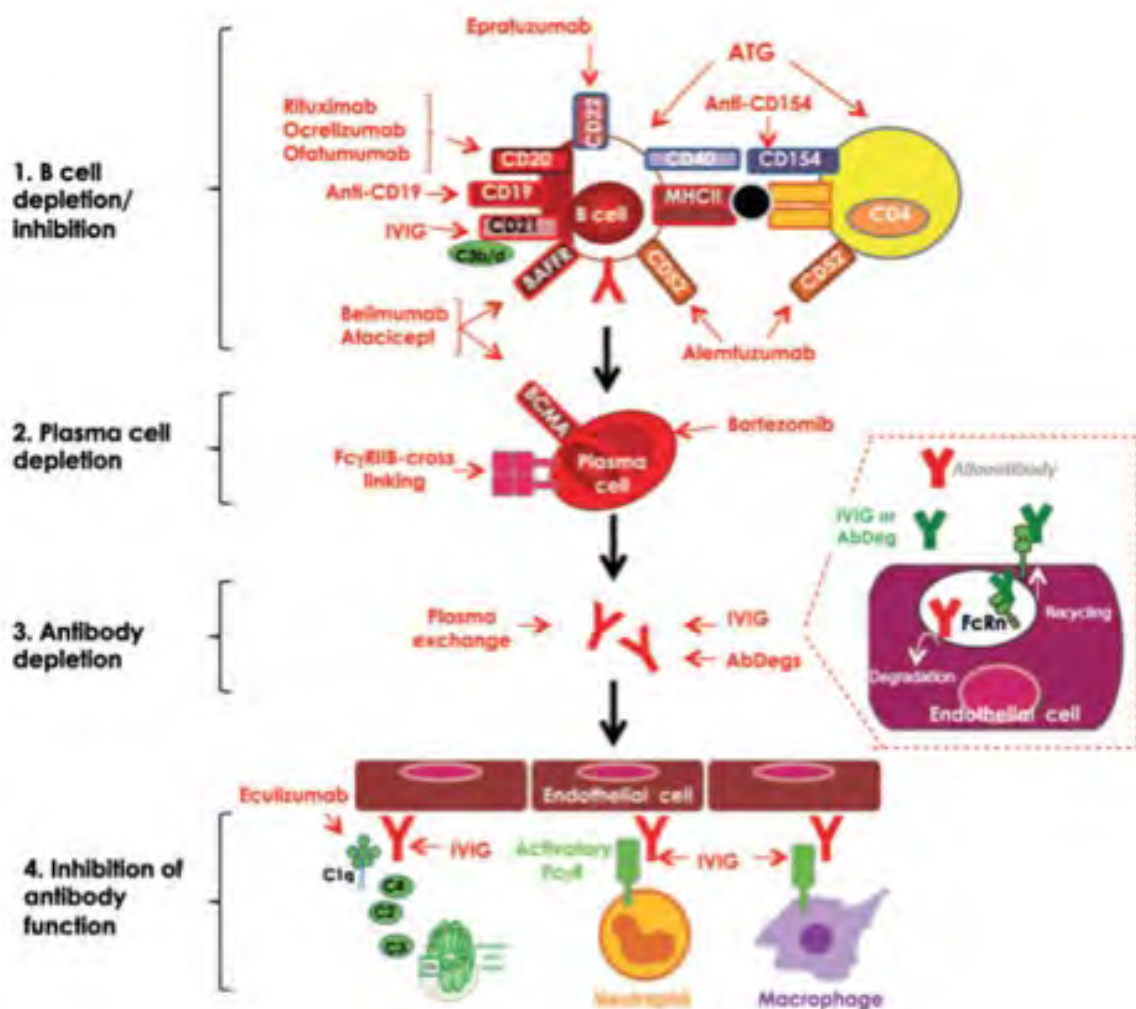 Epratuzumab
ATG
CD22
Anti-CD154
Rituximab
Ocrelizumab
Ofatumumab
CD20
CD40
CD154
1. B cell
depletion/
inhibition
Anti-CD19
CD19
MHCII
B cell
CD4
IVIG
CD21
C3b/d
BAFFR
CD52
CD52
Belimumab
Atacicept
Alemtuzumab
BCMA
2. Plasma cell
depletion
Bortezomib
FcγRIIB-cross
linking
Plasma
cell
Alloantibody
IVIG or
AbDeg
3. Antibody
depletion
Plasma
exchange
IVIG
AbDegs
FcRn
Recycling
Degradation
Endothelial cell
Eculizumab
Endothelial cell
4. Inhibition of
antibody
function
IVIG
Activatory
FcγR
IVIG
C1q
C4
C2
C3
Neutrophil
Macrophage